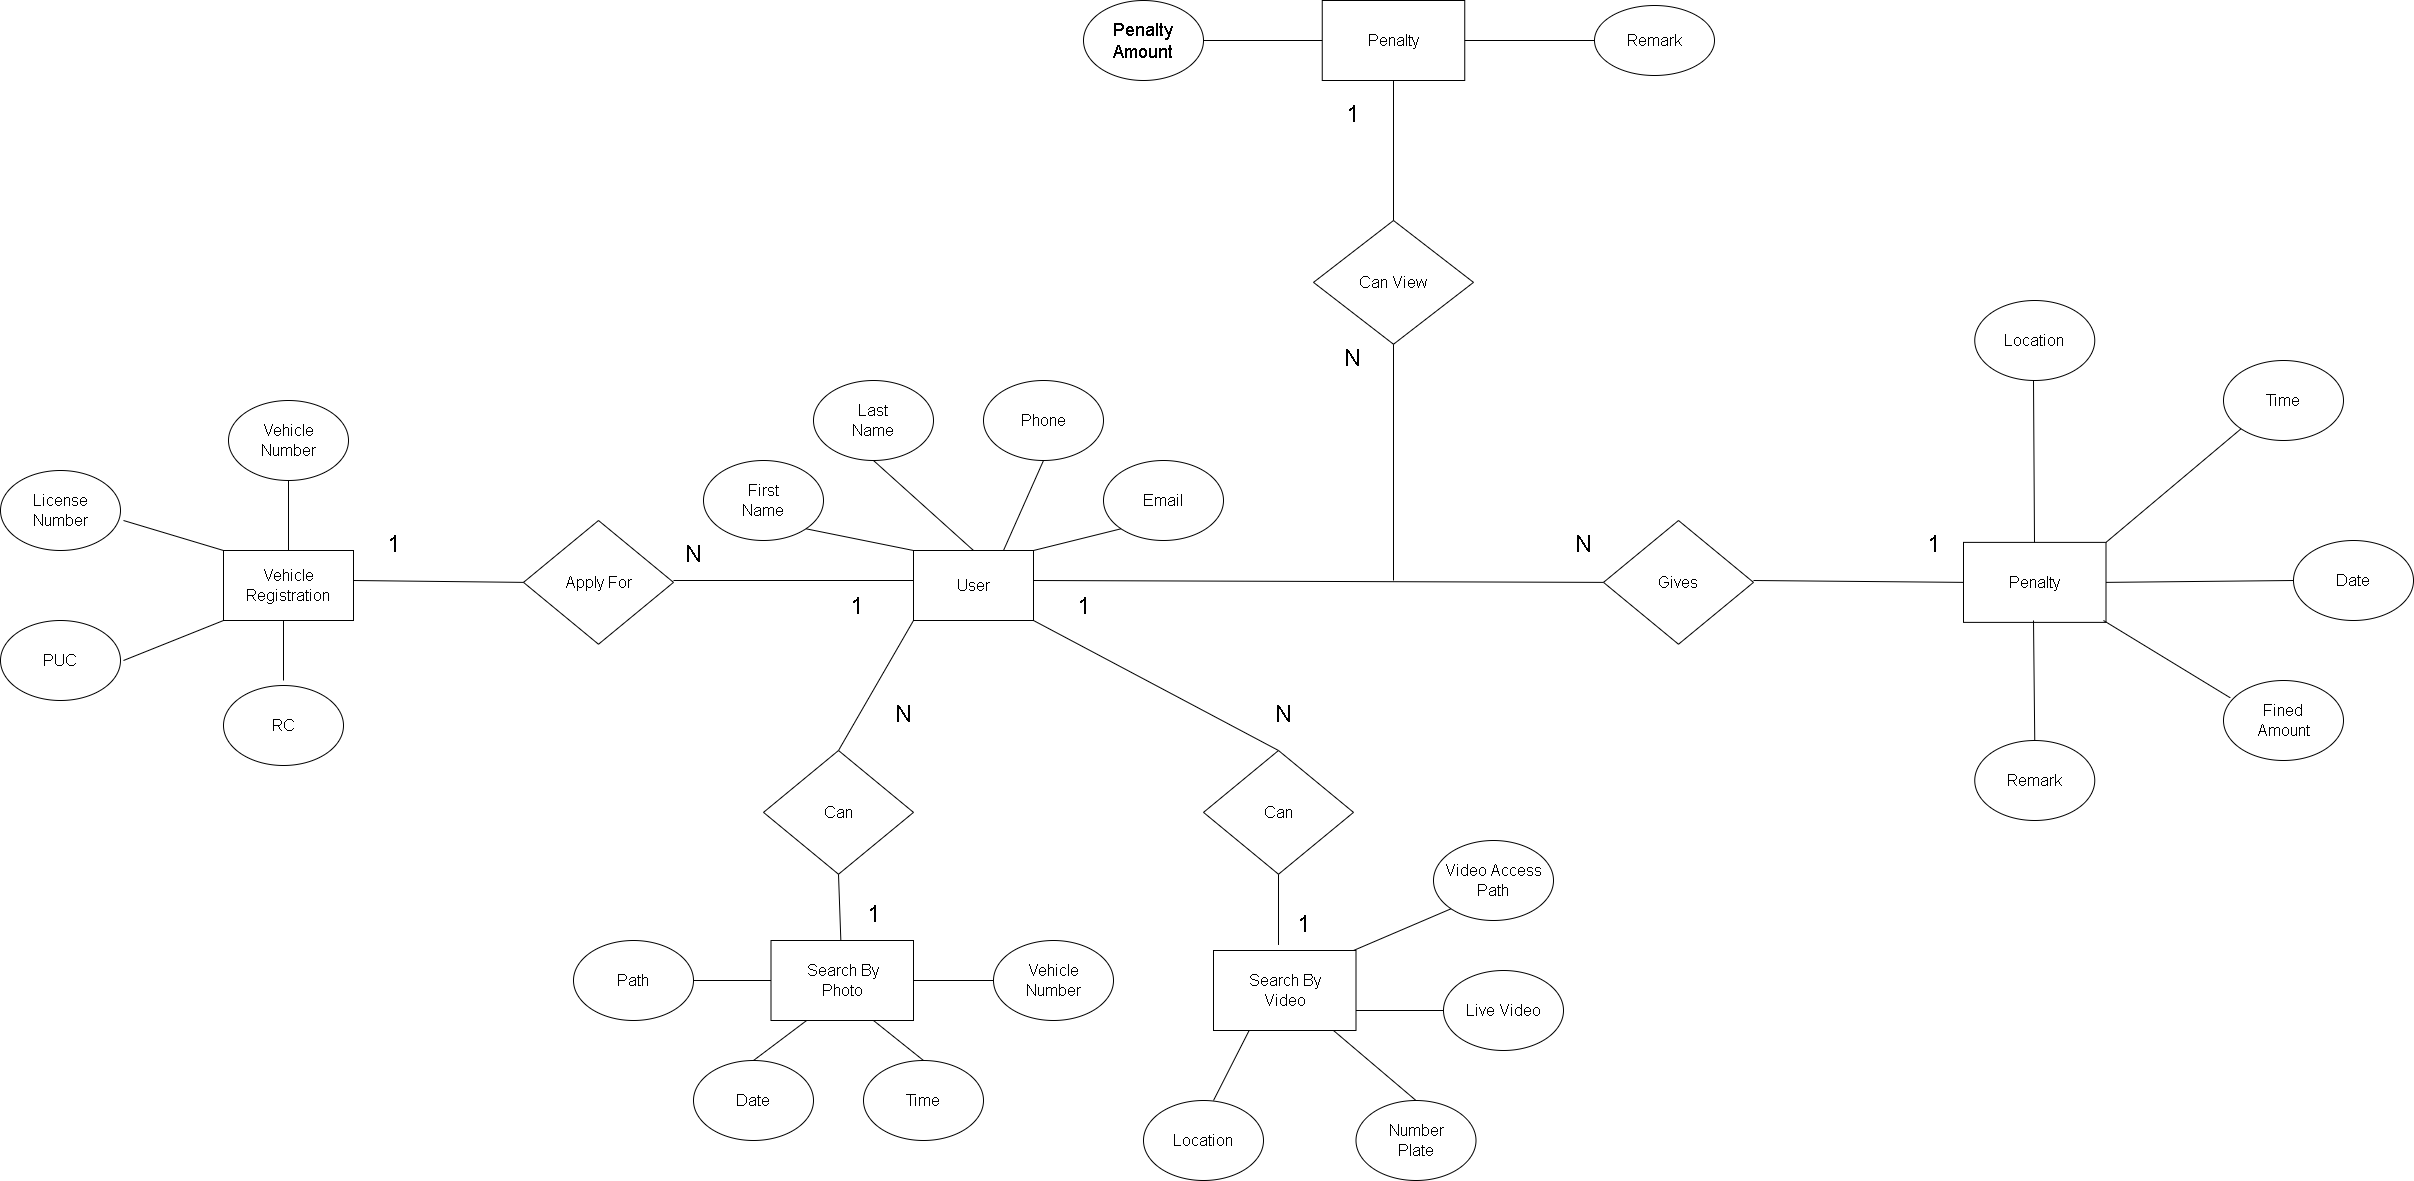 Penalty
Amount
Penalty
Remark
1
Can View
N
Location
Time
Last
Name
Phone
Vehicle
Number
First
Name
Email
License
Number
1
N
N
1
Vehicle
Registration
Apply For
User
Gives
Penalty
Date
1
1
PUC
RC
N
N
Fined
Amount
Remark
Can
Can
Video Access
Path
1
1
Path
Search By
Photo
Vehicle
Number
Search By
Video
Live Video
Date
Time
Location
Number
Plate